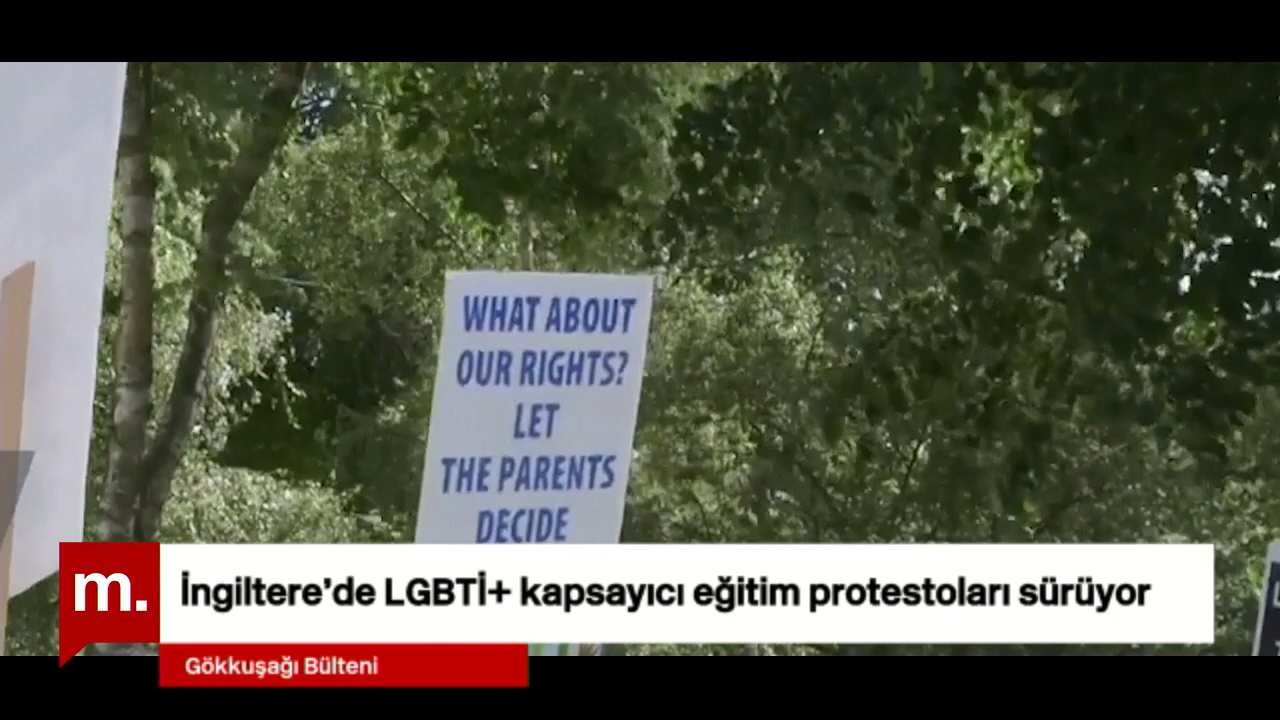 WHAT ABOUT
OUR RIGHTS?
LET
THE PARENTS
DECIDE
m.
İngiltere'de LGBTİ+ kapsayıcı eğitim protestoları sürüyor
Gökkuşağı Bülteni